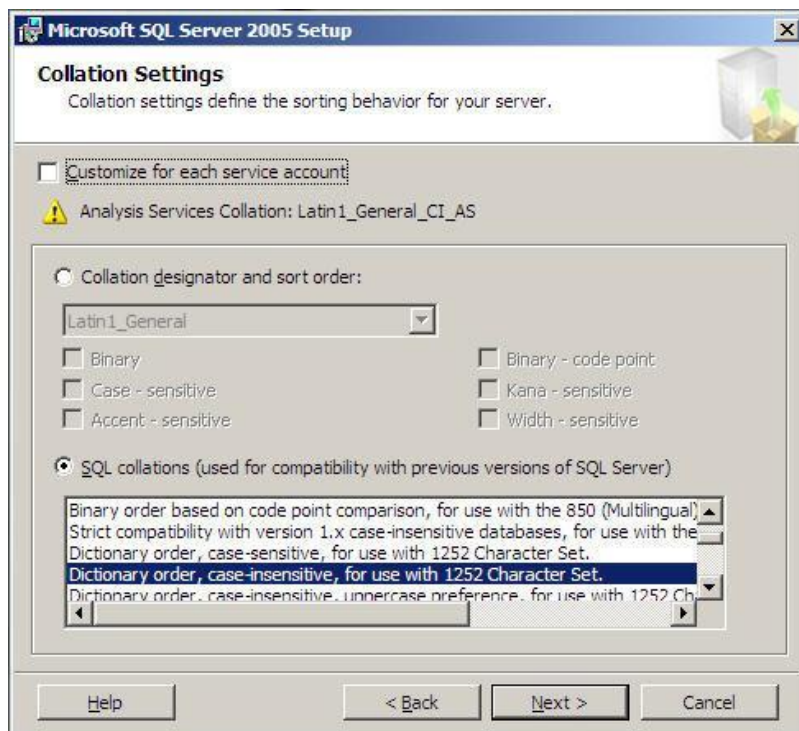 Microsoft SQL Server 2005 Setup
Collation Settings
Collation settings define the sorting behavior for your server.
Customize for each service account
Analysis Services Collation: Latin1_General_CI_AS
Collation designator and sort order:
Latin1_General
Binary
Binary - code point
Case - sensitive
Kana - sensitive
Accent - sensitive
Width - sensitive
SQL collations (used for compatibility with previous versions of SQL Server)
Binary order based on code point comparison, for use with the 850 (Multilingual)
Strict compatibility with version 1.x case-insensitive databases, for use with the
Dictionary order, case-sensitive, for use with 1252 Character Set.
Dictionary order, case-insensitive, for use with 1252 Character Set.
Dictionary order, case-insensitive, uppercase preference, for use with 1252 Ch
Help
< Back
Next >
Cancel